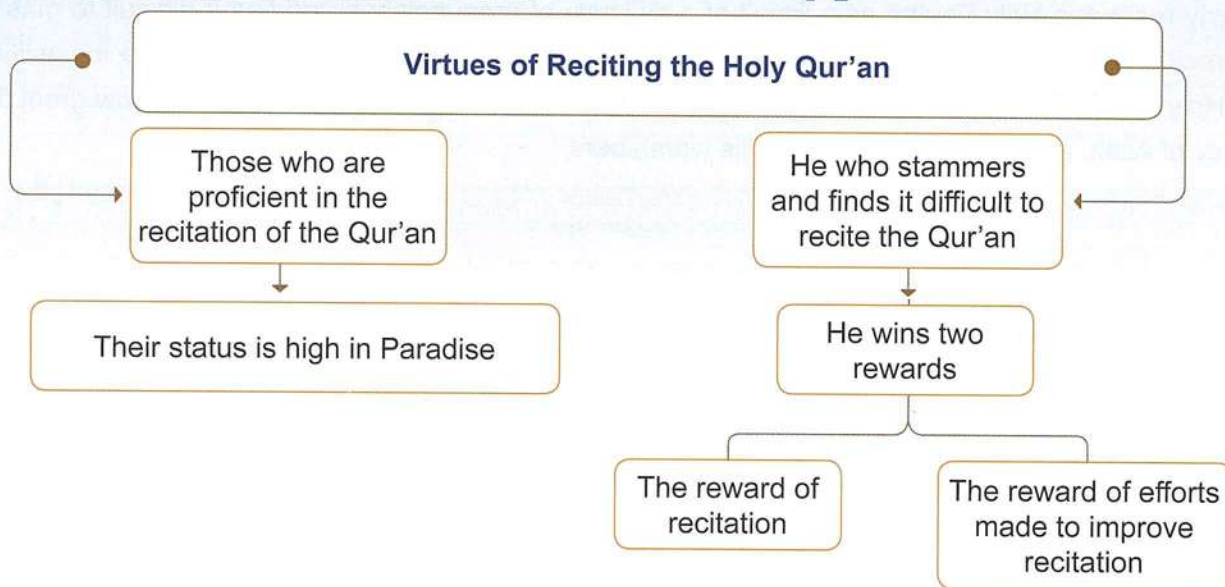 Virtues of Reciting the Holy Qur'an
Those who are
proficient in the
recitation of the Qur'an
Their status is high in Paradise
He who stammers
and finds it difficult to
recite the Qur'an
He wins two
rewards
The reward of
recitation
The reward of efforts
made to improve
recitation